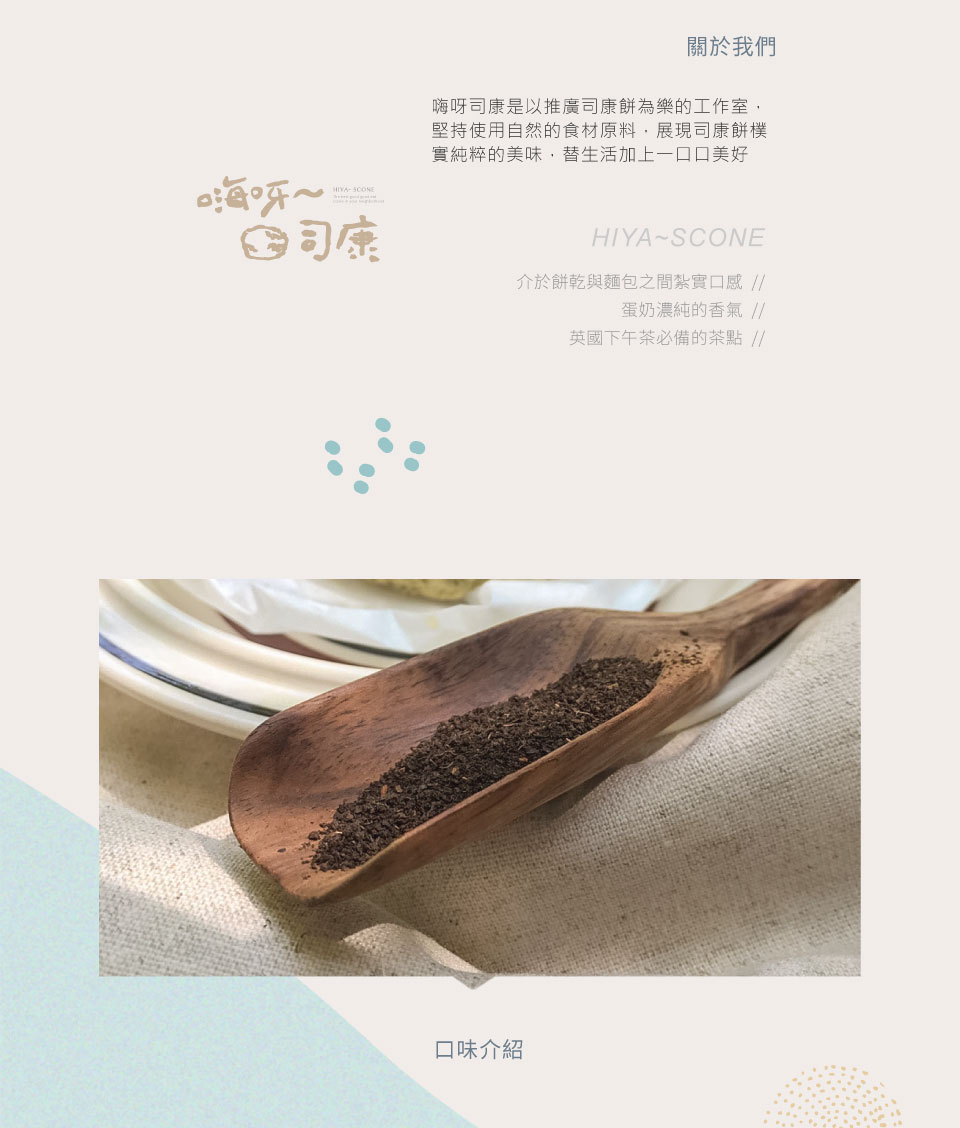 關於我們
嗨呀司康是以推廣司康餅為樂的工作室，
堅持使用自然的食材原料，展現司康餅樸
實純粹的美味，替生活加上一口口美好
嗨呀～
HIYA~ SCONE
司康
HIYA~SCONE
介於餅乾與麵包之間紮實口感 //
蛋奶濃純的香氣 //
英國下午茶必備的茶點 //
口味介紹